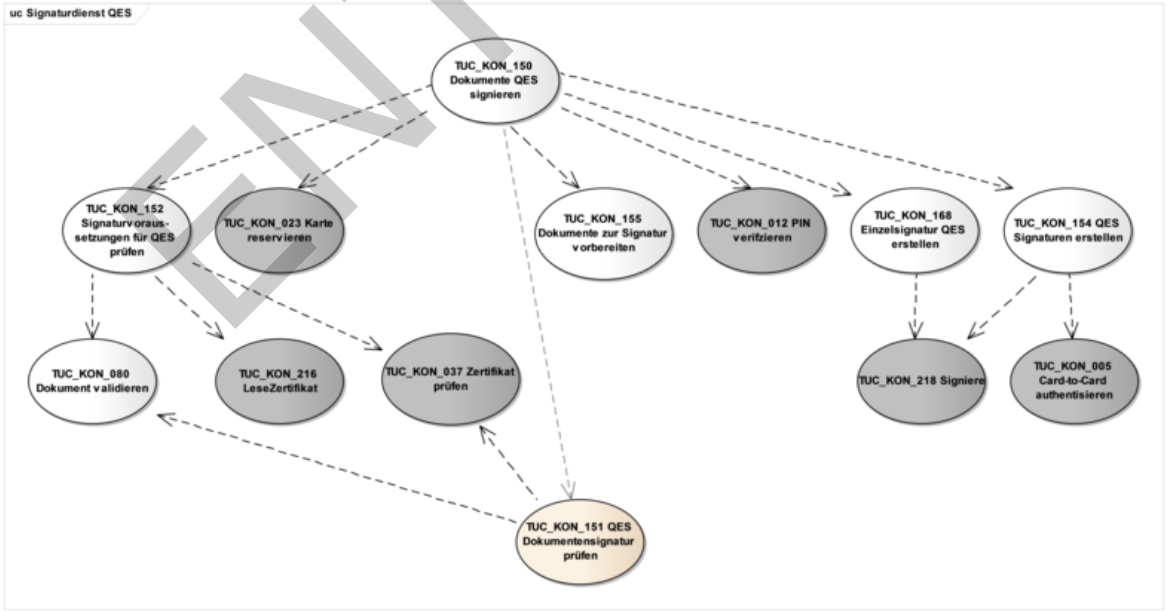 uc Signaturdienst QES
TUC_KON_150
Dokumente QES
signieren
TUC_KON_152
Signaturvoraus-
setzungen für QES
prüfen
TUC_KON_023 Karte
reservieren
TUC_KON_155
Dokumente zur Signatur
vorbereiten
TUC_KON_012 PIN
verifzieren
TUC_KON_168
Einzelsignatur QES
erstellen
TUC_KON_154 QES
Signaturen erstellen
TUC_KON_080
Dokument validieren
TUC_KON_216
LeseZertifikat
TUC_KON_037 Zertifikat
prüfen
TUC_KON_218 Signiere
TUC_KON_005
Card-to-Card
authentisieren
TUC_KON_151 QES
Dokumentensignatur
prüfen